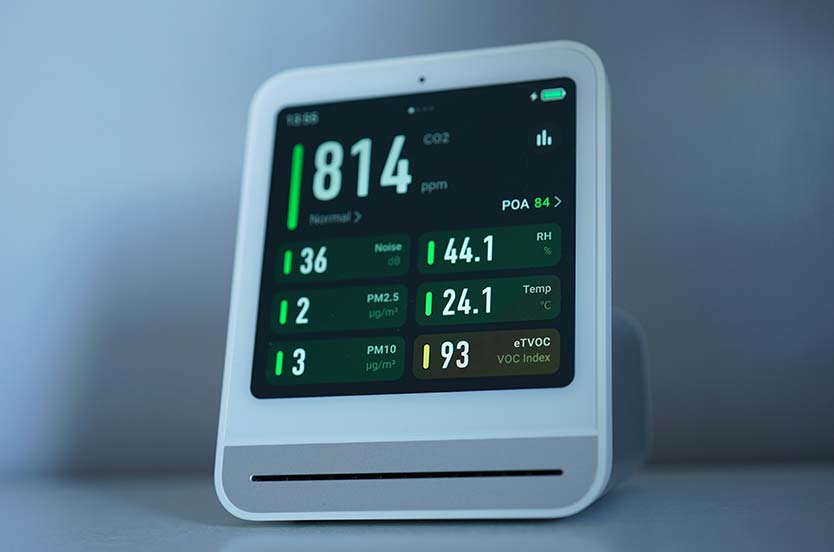 CO2
814 ppm
Normal
POA 84
36 Noise dB
44.1 RH %
2 PM2.5 µg/m³
24.1 Temp °C
3 PM10 µg/m³
93 eTVOC VOC Index